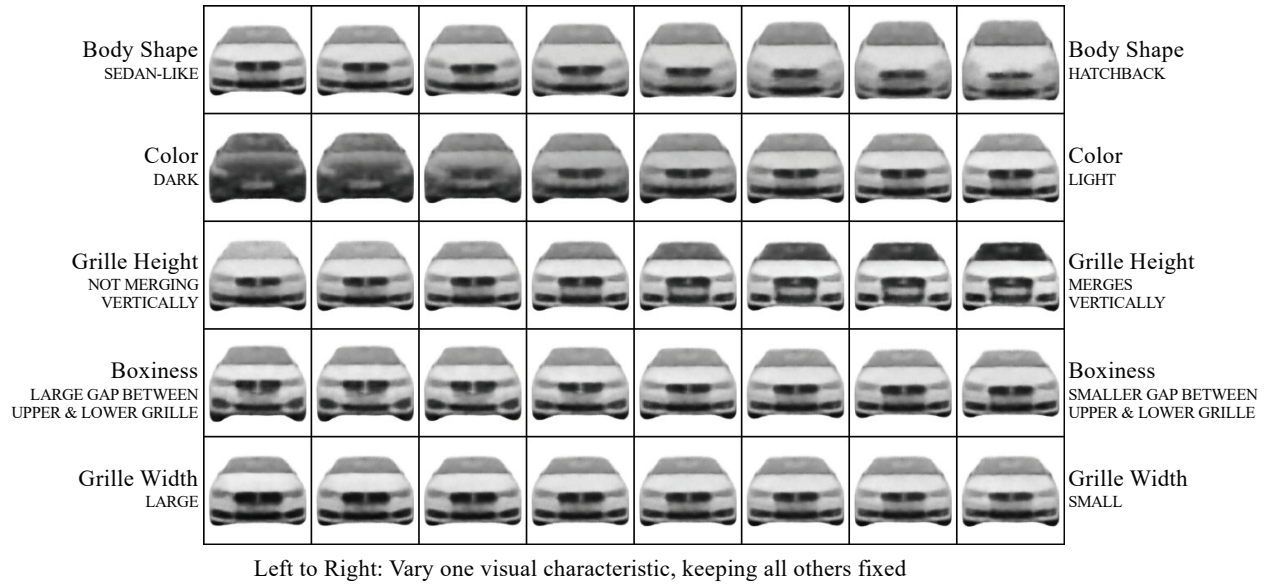 Body Shape
SEDAN-LIKE
Body Shape
HATCHBACK
Color
DARK
Color
LIGHT
Grille Height
NOT MERGING
VERTICALLY
Grille Height
MERGES
VERTICALLY
Boxiness
LARGE GAP BETWEEN
UPPER & LOWER GRILLE
Boxiness
SMALLER GAP BETWEEN
UPPER & LOWER GRILLE
Grille Width
LARGE
Grille Width
SMALL
Left to Right: Vary one visual characteristic, keeping all others fixed